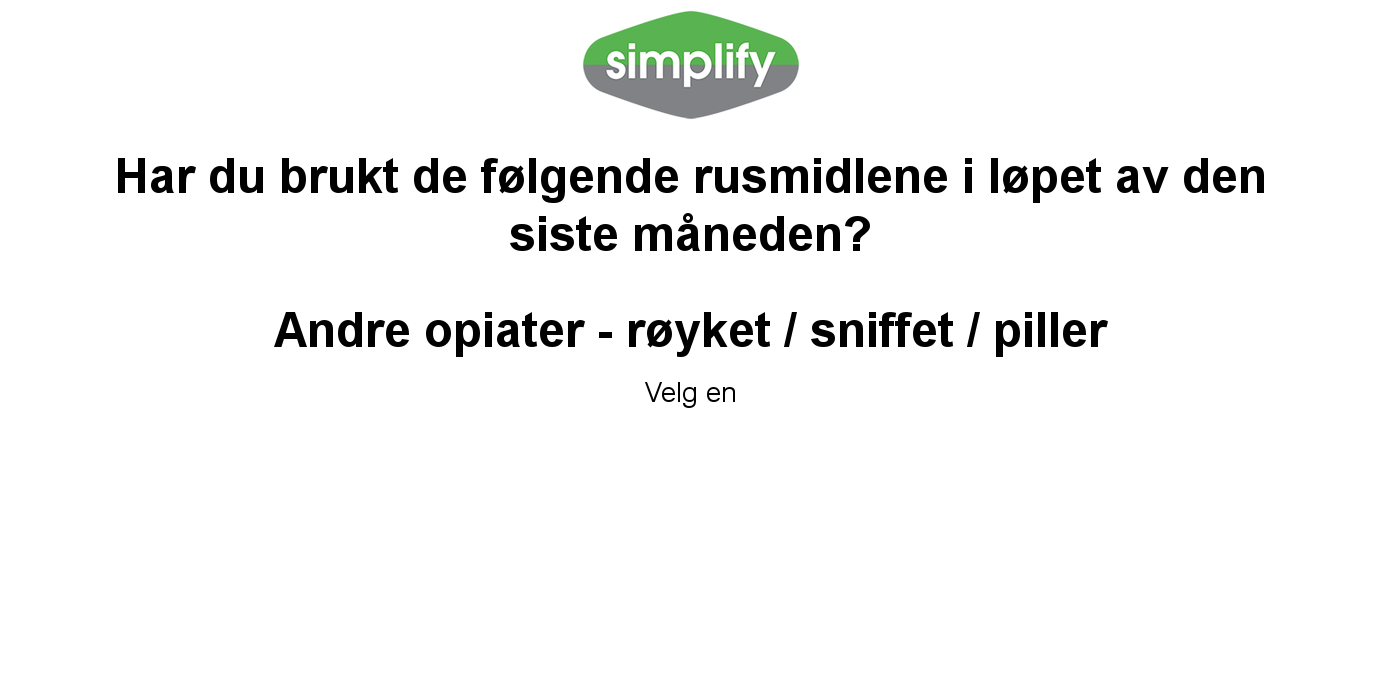 simplify
Har du brukt de følgende rusmidlene i løpet av den
siste måneden?
Andre opiater - røyket / sniffet / piller
Velg en